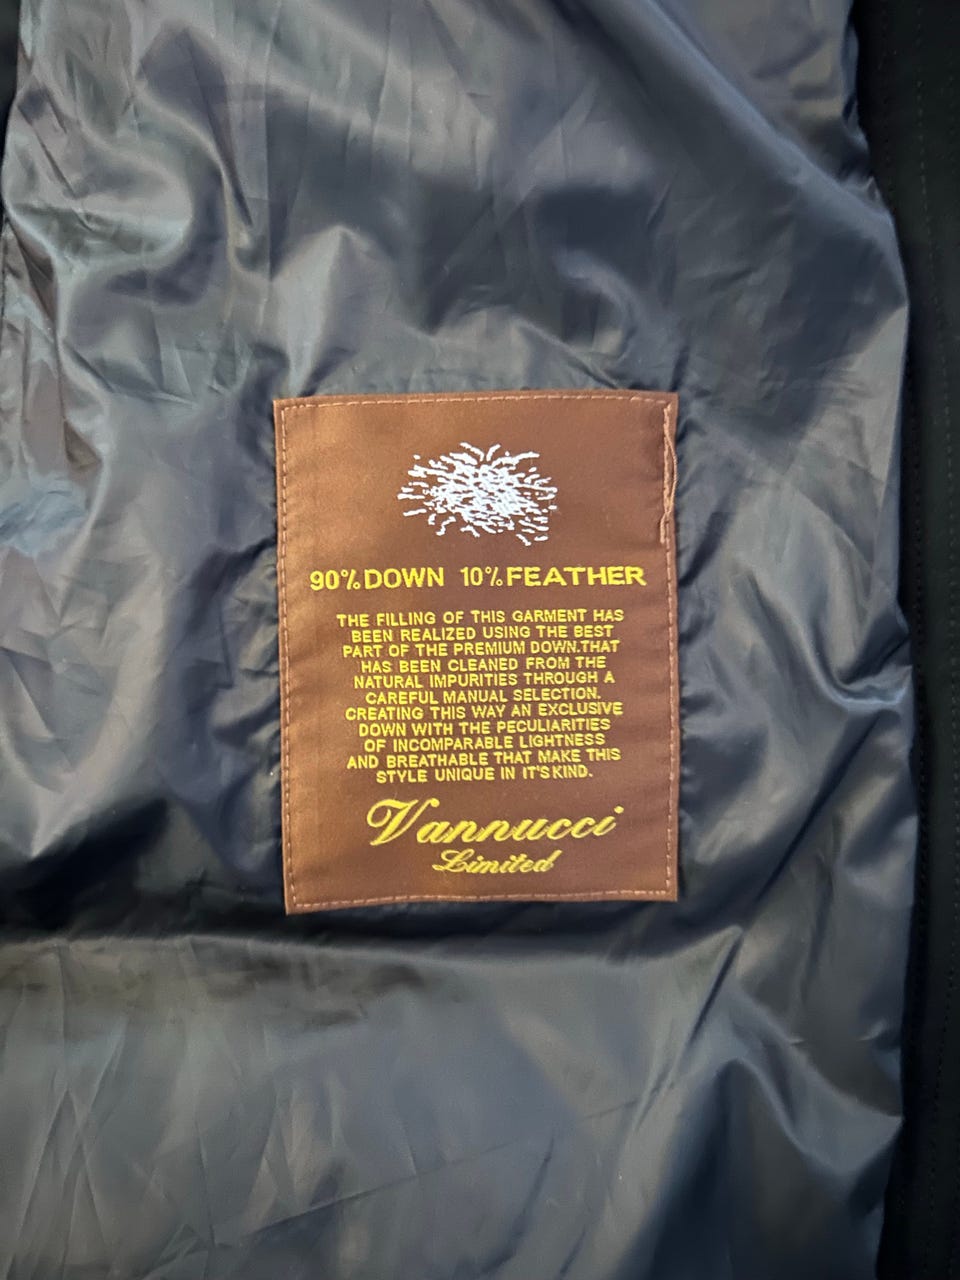 90% DOWN 10% FEATHER
THE FILLING OF THIS GARMENT HAS
BEEN REALIZED USING THE BEST
PART OF THE PREMIUM DOWN.THAT
HAS BEEN CLEANED FROM THE
NATURAL IMPURITIES THROUGH A
CAREFUL MANUAL SELECTION.
CREATING THIS WAY AN EXCLUSIVE
DOWN WITH THE PECULIARITIES
OF INCOMPARABLE LIGHTNESS
AND BREATHABLE THAT MAKE THIS
STYLE UNIQUE IN IT'S KIND.
Vannucci
Limited